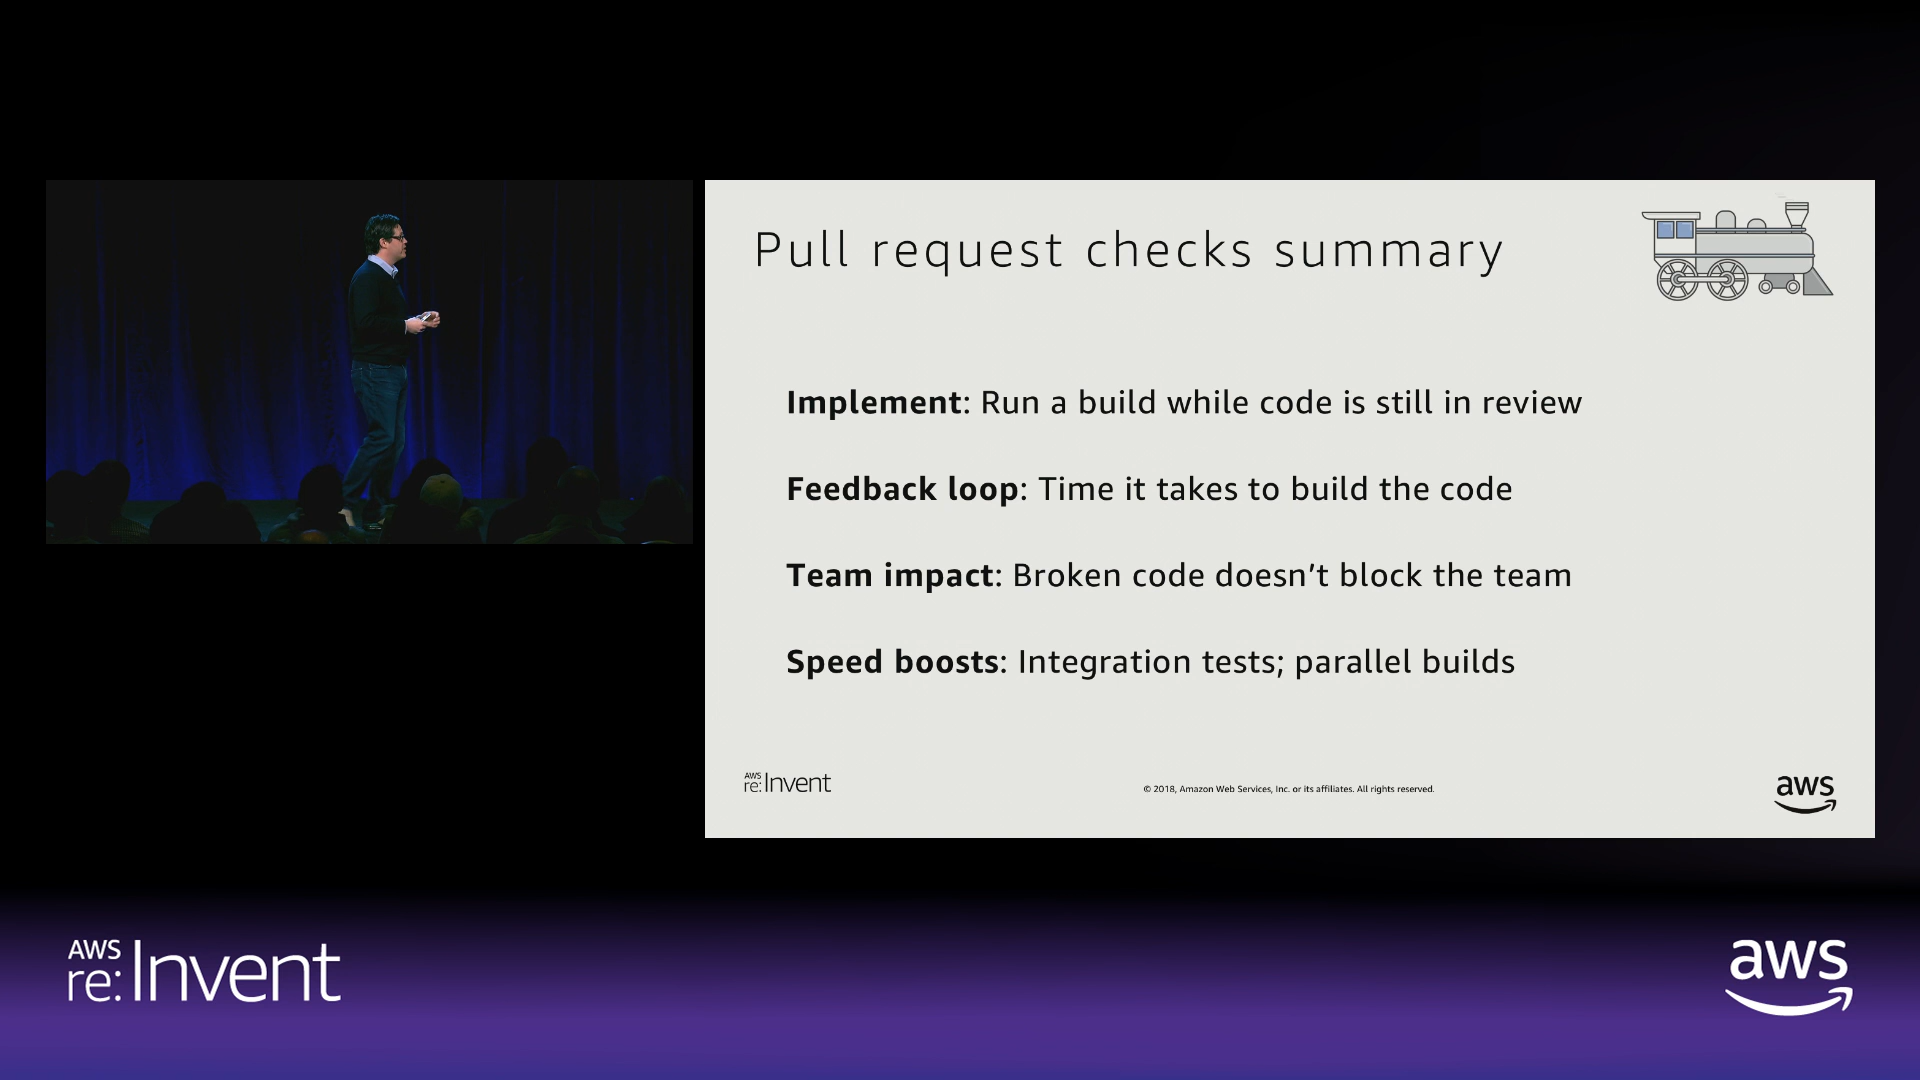 Pull request checks summary
Implement: Run a build while code is still in review
Feedback loop: Time it takes to build the code
Team impact: Broken code doesn’t block the team
Speed boosts: Integration tests; parallel builds
AWS
re:Invent
© 2018, Amazon Web Services, Inc. or its affiliates. All rights reserved.
aws
AWS
re:Invent
aws